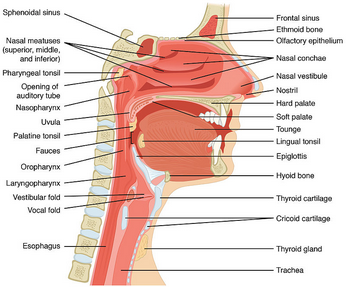 Sphenoidal sinus
Nasal meatuses
(superior, middle,
and inferior)
Pharyngeal tonsil
Opening of
auditory tube
Nasopharynx
Uvula
Palatine tonsil
Fauces
Oropharynx
Laryngopharynx
Vestibular fold
Vocal fold
Esophagus
Frontal sinus
Ethmoid bone
Olfactory epithelium
Nasal conchae
Nasal vestibule
Nostril
Hard palate
Soft palate
Tounge
Lingual tonsil
Epiglottis
Hyoid bone
Thyroid cartilage
Cricoid cartilage
Thyroid gland
Trachea